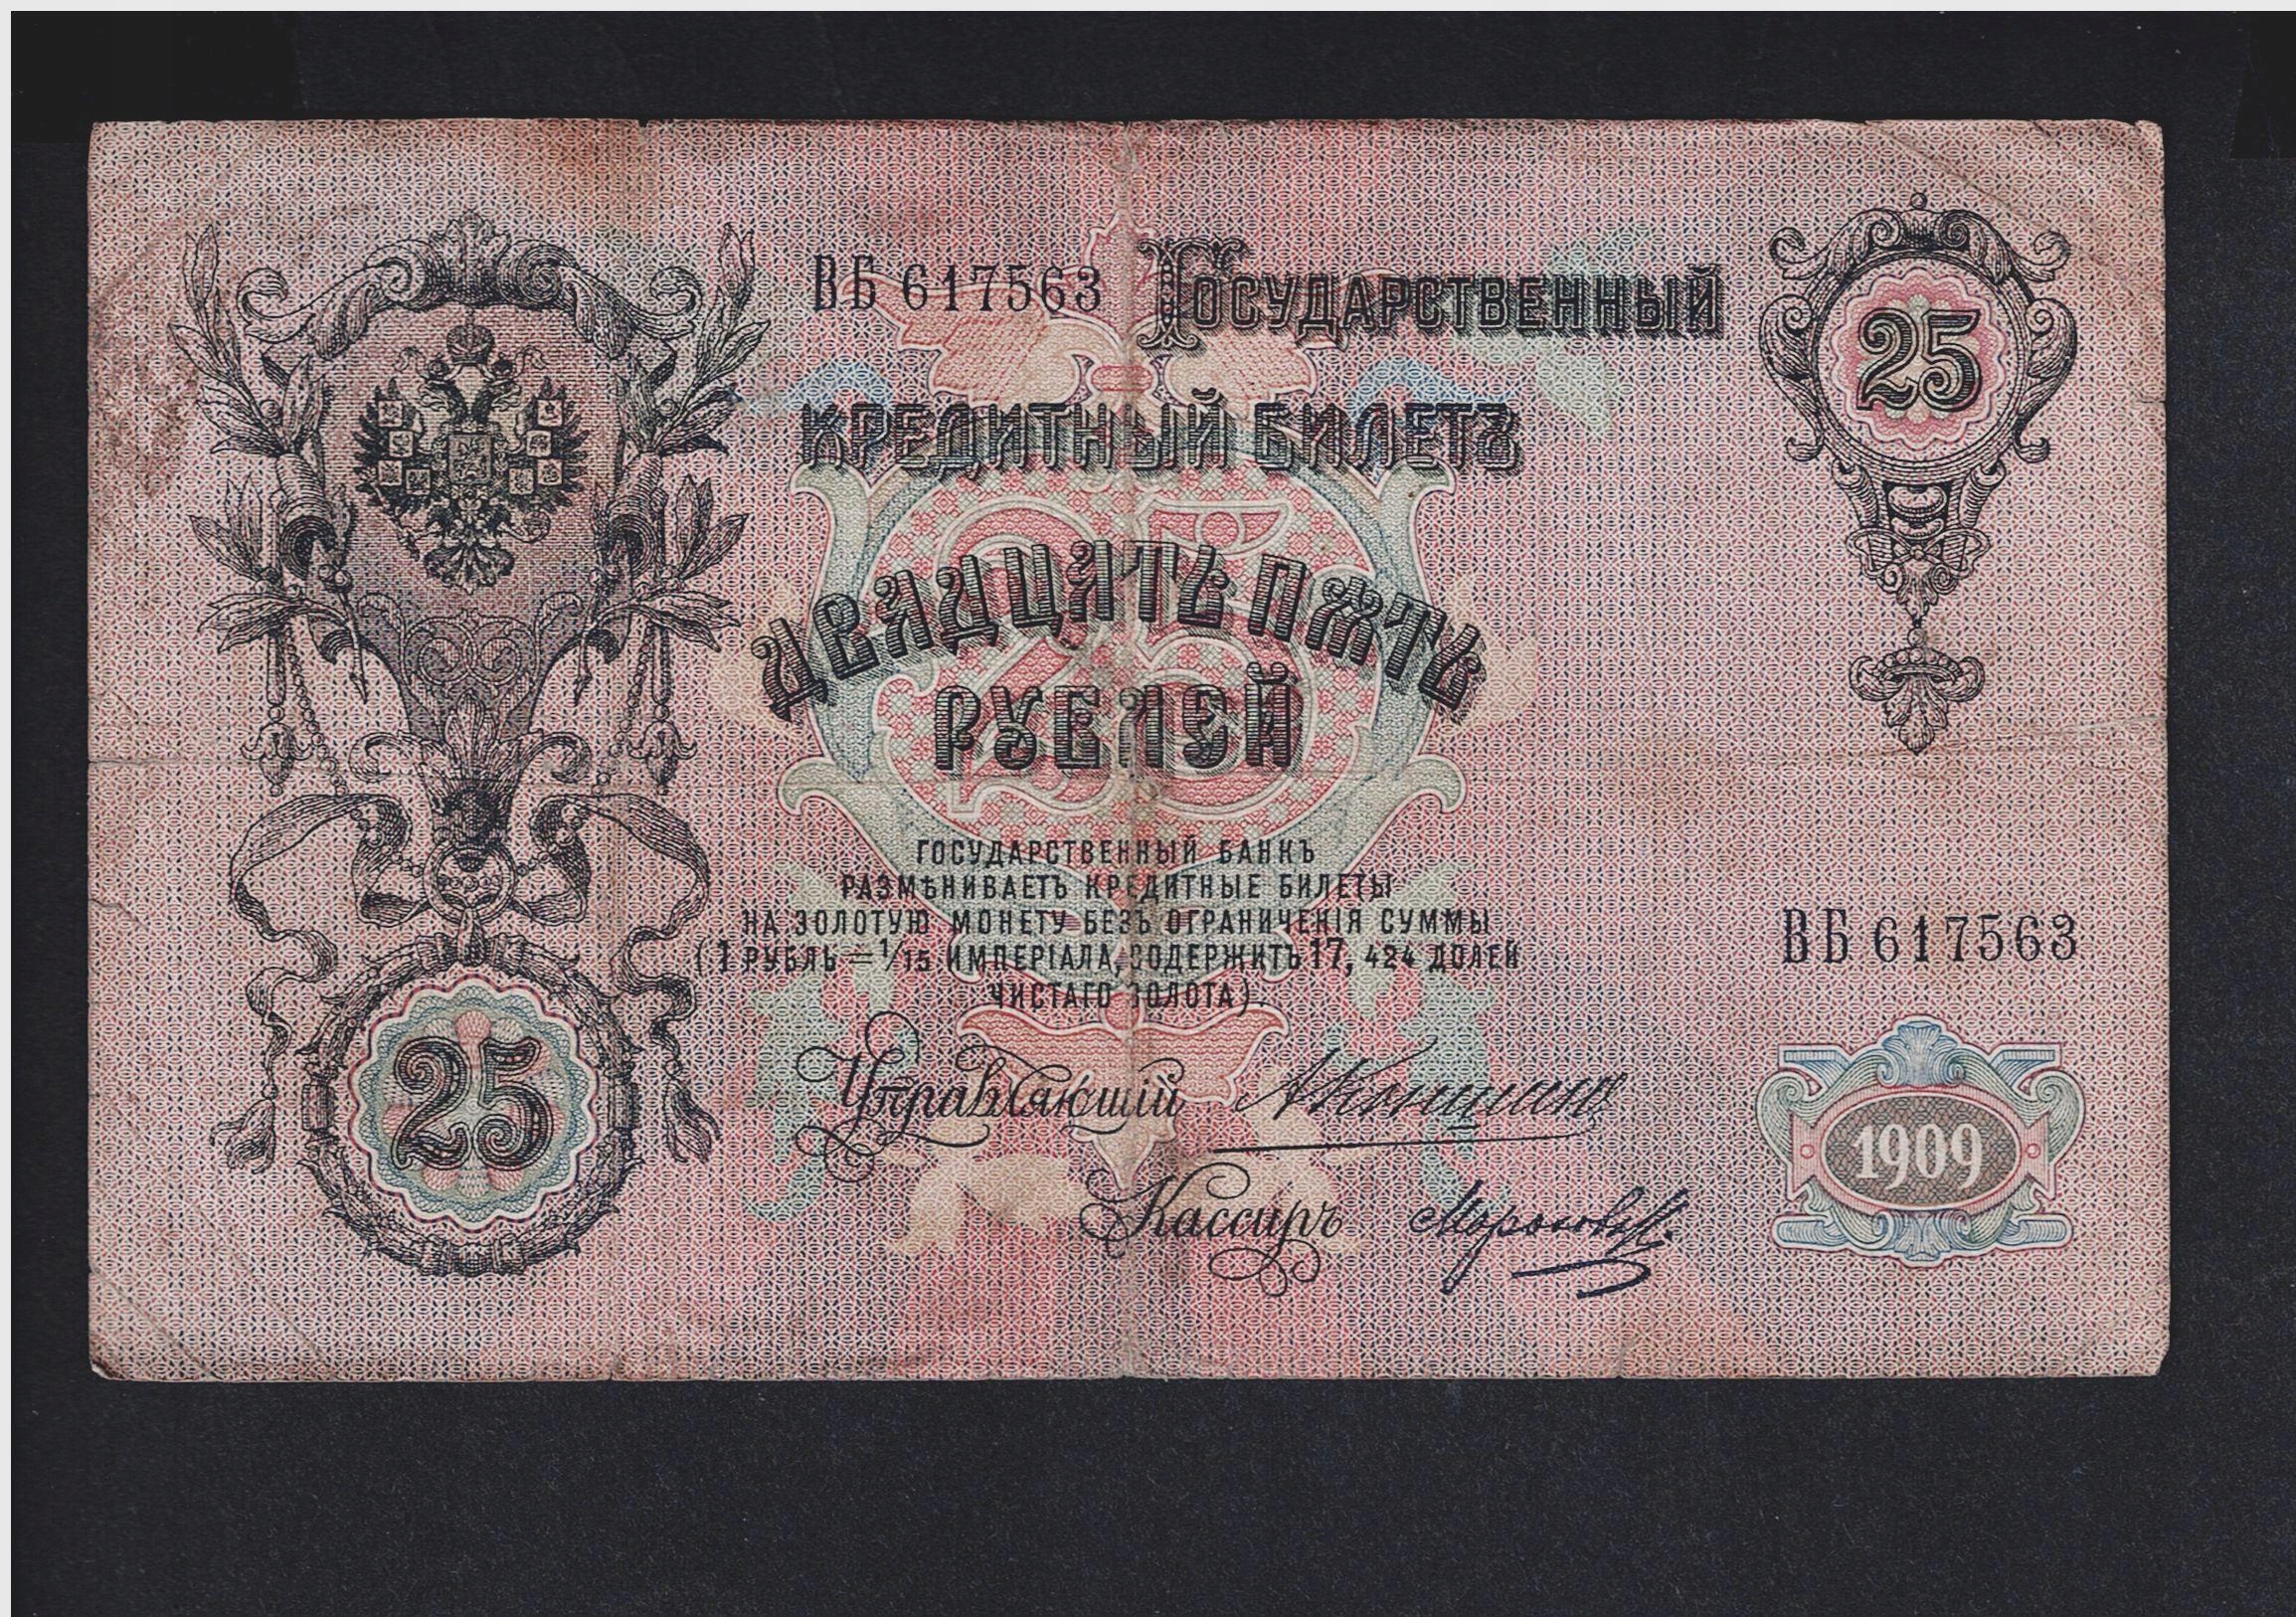 ВБ 617563 ГОСУДАРСТВЕННЫЙ
КРЕДИТНЫЙ БИЛЕТЪ
25
ДВАДЦАТЬ ПЯТЬ
РУБЛЕЙ
25
ГОСУДАРСТВЕННЫЙ БАНКЪ
РАЗМѢНИВАЕТЪ КРЕДИТНЫЕ БИЛЕТЫ
НА ЗОЛОТУЮ МОНЕТУ БЕЗЪ ОГРАНИЧЕНІЯ СУММЫ
(1 РУБЛЬ = 1/15 ИМПЕРІАЛА, СОДЕРЖИТЪ 17, 424 ДОЛЕЙ
ЧИСТАГО ЗОЛОТА).
ВБ 617563
25
Управляющій
Кассиръ
1909